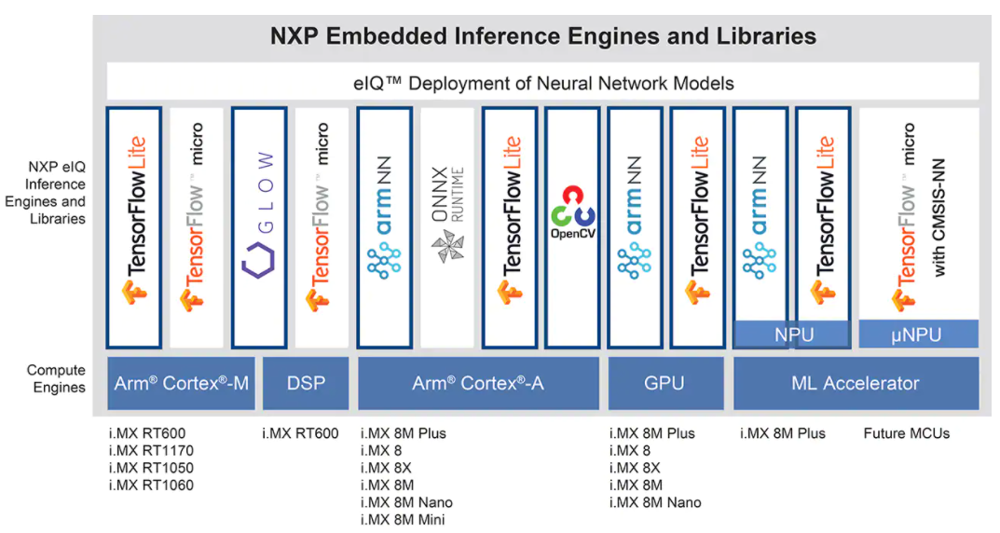 NXP Embedded Inference Engines and Libraries
eIQ™ Deployment of Neural Network Models
NXP eIQ
Inference
Engines and
Libraries
TensorFlow Lite
TensorFlow™ micro
GLOW
TensorFlow™ micro
arm NN
ONNX
RUNTIME
TensorFlow Lite
OpenCV
arm NN
TensorFlow Lite
arm NN
TensorFlow Lite
TensorFlow™ micro
with CMSIS-NN
NPU
µNPU
Compute
Engines
Arm® Cortex®-M
DSP
Arm® Cortex®-A
GPU
ML Accelerator
i.MX RT600
i.MX RT1170
i.MX RT1050
i.MX RT1060
i.MX RT600
i.MX 8M Plus
i.MX 8
i.MX 8X
i.MX 8M
i.MX 8M Nano
i.MX 8M Mini
i.MX 8M Plus
i.MX 8
i.MX 8X
i.MX 8M
i.MX 8M Nano
i.MX 8M Plus
Future MCUs